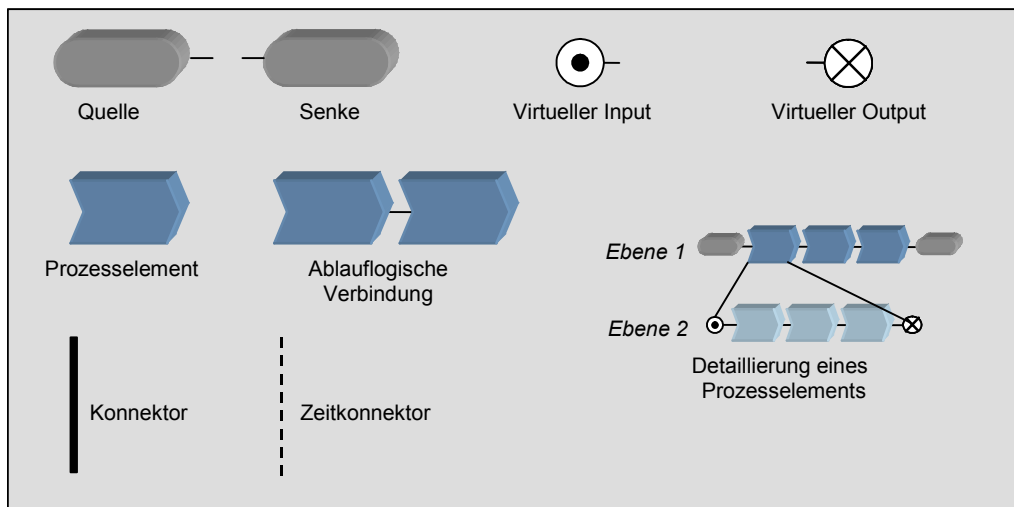 Quelle
Senke
Virtueller Input
Virtueller Output
Prozesselement
Ablauflogische
Verbindung
Ebene 1
Ebene 2
Detaillierung eines
Prozesselements
Konnektor
Zeitkonnektor